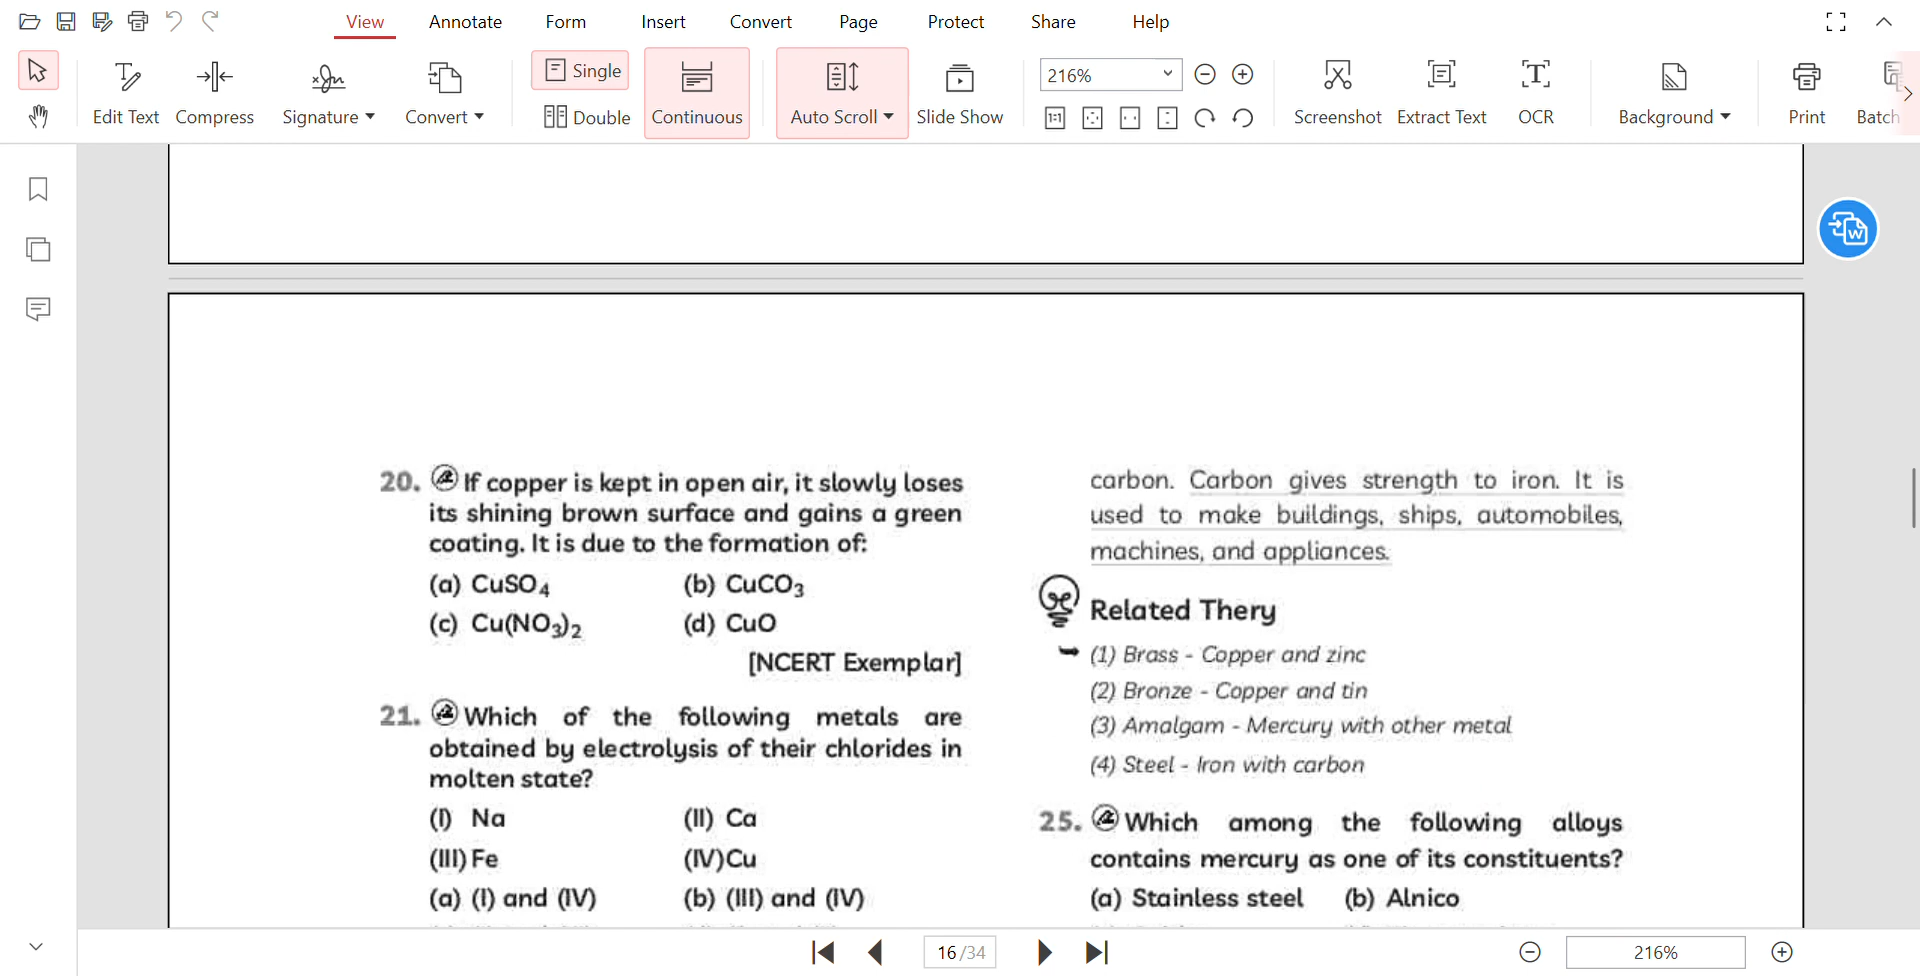 View
Annotate
Form
Insert
Convert
Page
Protect
Share
Help
Edit Text
Compress
Signature
Convert
Single
Double
Continuous
Auto Scroll
Slide Show
216%
1:1
Screenshot
Extract Text
OCR
Background
Print
Batch
20. If copper is kept in open air, it slowly loses
its shining brown surface and gains a green
coating. It is due to the formation of:
(a) CuSO4 (b) CuCO3
(c) Cu(NO3)2 (d) CuO
[NCERT Exemplar]
21. Which of the following metals are
obtained by electrolysis of their chlorides in
molten state?
(I) Na (II) Ca
(III) Fe (IV) Cu
(a) (I) and (IV) (b) (III) and (IV)
carbon. Carbon gives strength to iron. It is
used to make buildings, ships, automobiles,
machines, and appliances.
Related Thery
(1) Brass - Copper and zinc
(2) Bronze - Copper and tin
(3) Amalgam - Mercury with other metal
(4) Steel - Iron with carbon
25. Which among the following alloys
contains mercury as one of its constituents?
(a) Stainless steel (b) Alnico
16 /34
216%